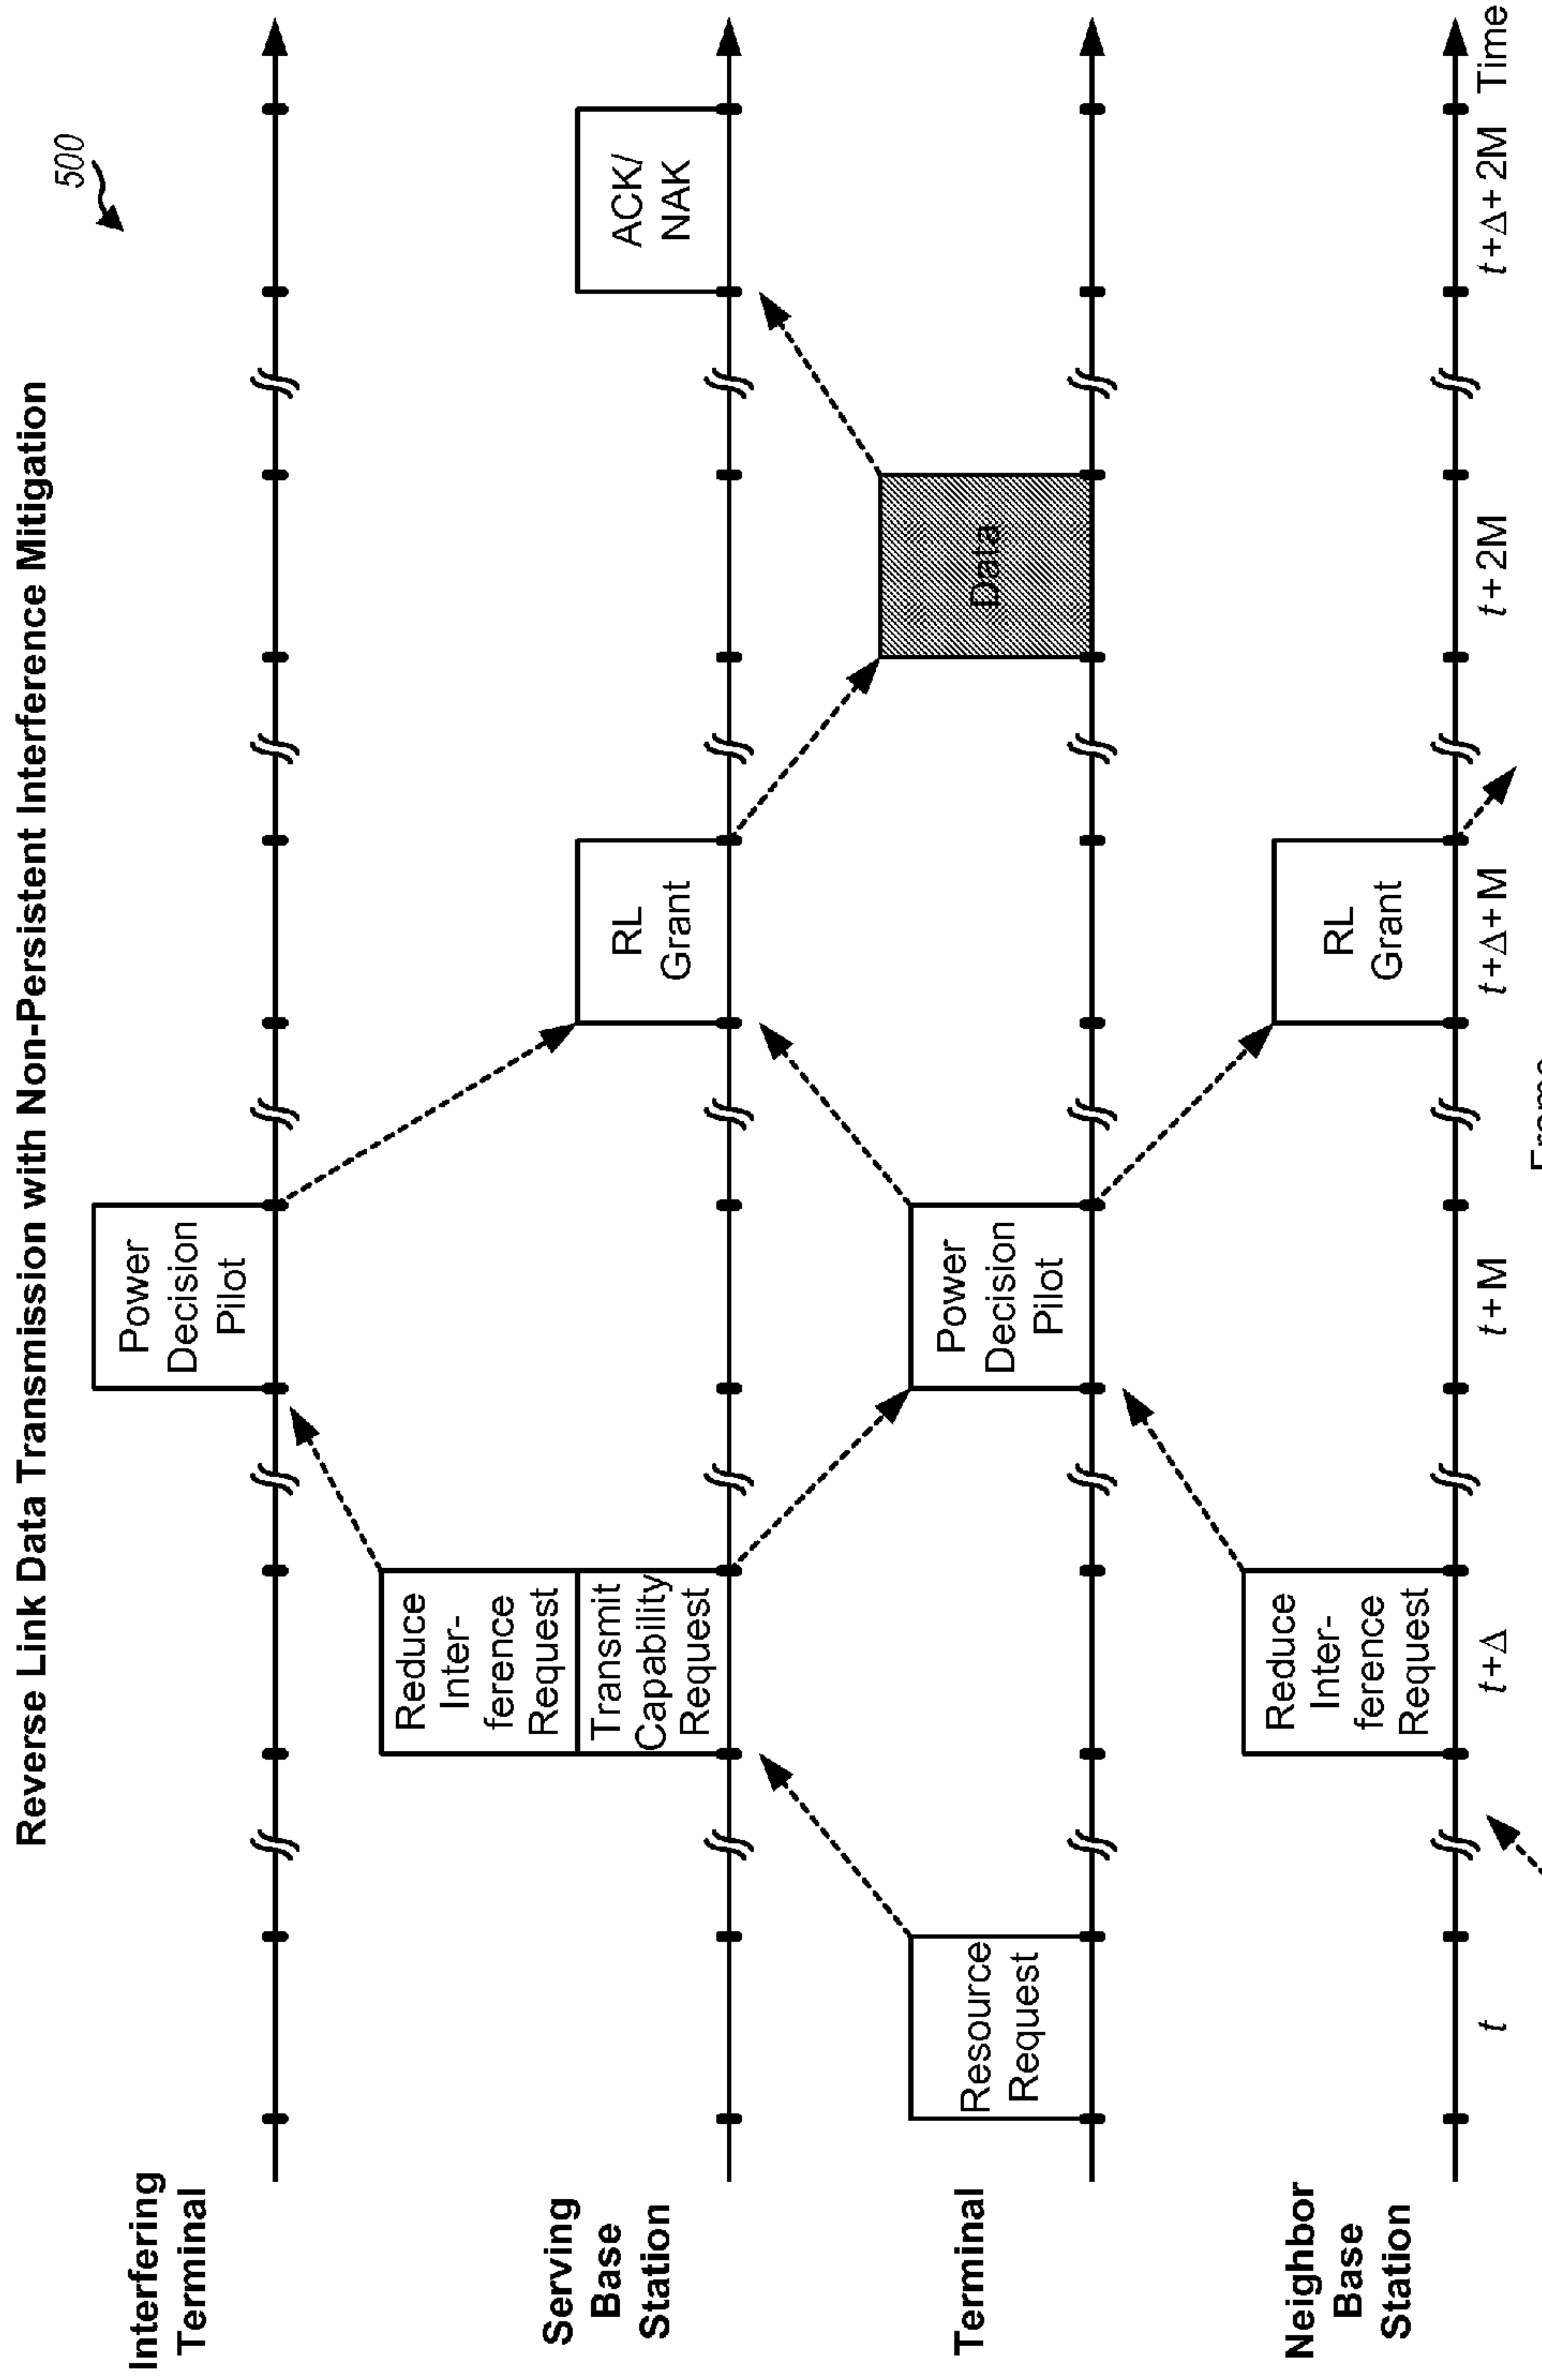 Reverse Link Data Transmission with Non-Persistent Interference Mitigation
500
Interfering
Terminal
Power
Decision
Pilot
Serving
Base
Station
Reduce
Inter-
ference
Request
Transmit
Capability
Request
RL
Grant
ACK/
NAK
Terminal
Resource
Request
Power
Decision
Pilot
Data
Neighbor
Base
Station
Reduce
Inter-
ference
Request
RL
Grant
t
t+Δ
t+M
t+Δ+M
t+2M
t+Δ+2M
Time